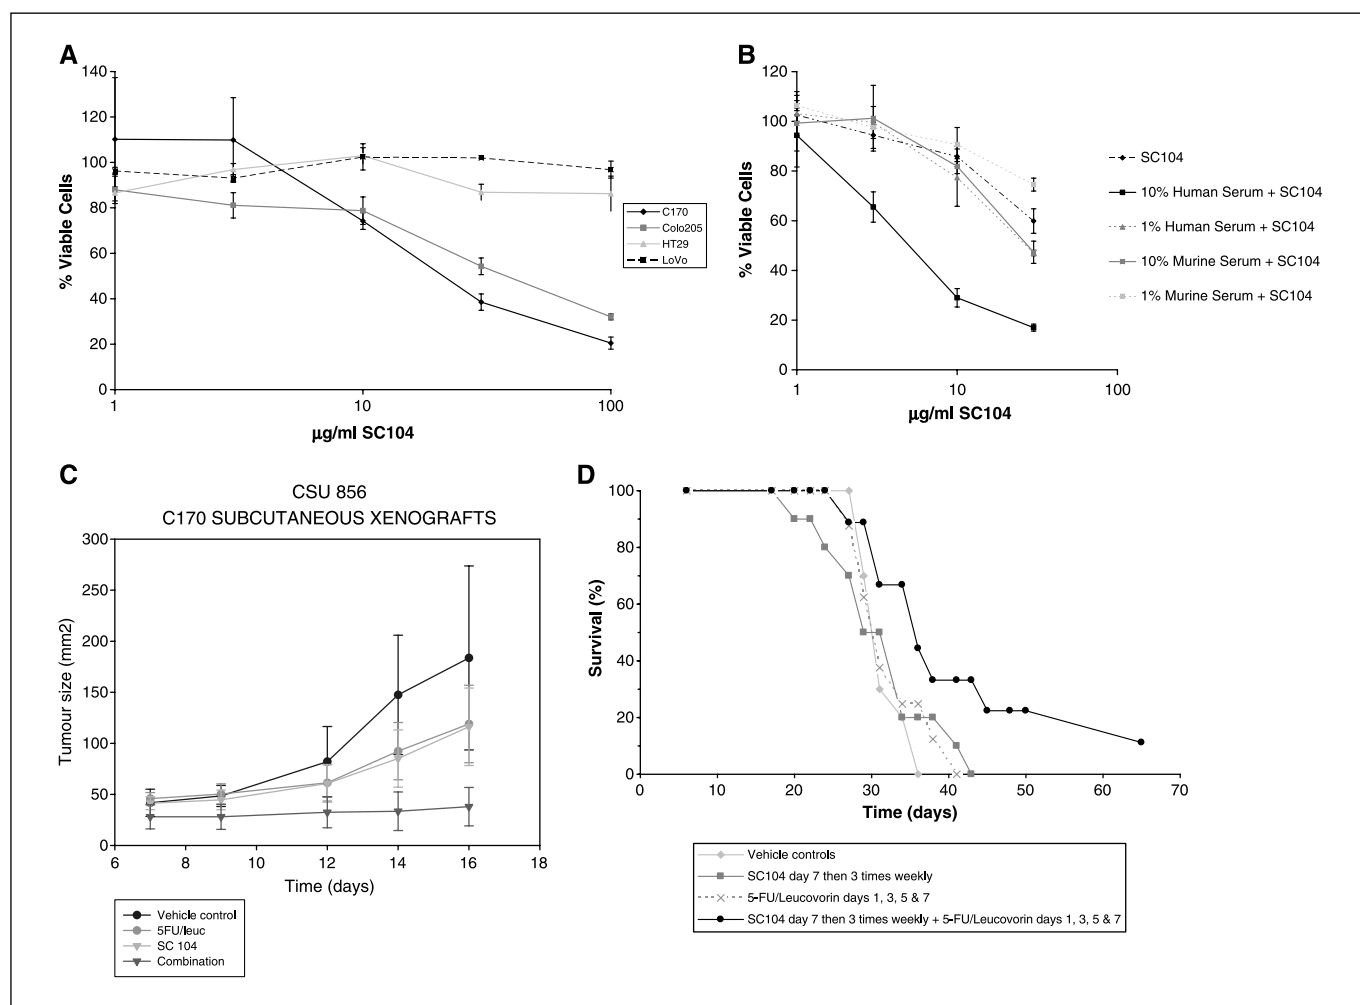 A
140
120
100
80
60
40
20
0
% Viable Cells
1
10
100
µg/ml SC104
C170
Colo205
HT29
LoVo
B
120
100
80
60
40
20
0
% Viable Cells
1
10
100
µg/ml SC104
SC104
10% Human Serum + SC104
1% Human Serum + SC104
10% Murine Serum + SC104
1% Murine Serum + SC104
C
CSU 856
C170 SUBCUTANEOUS XENOGRAFTS
300
250
200
150
100
50
0
Tumour size (mm2)
6
8
10
12
14
16
18
Time (days)
Vehicle control
5FU/leuc
SC 104
Combination
D
100
80
60
40
20
0
Survival (%)
0
10
20
30
40
50
60
70
Time (days)
Vehicle controls
SC104 day 7 then 3 times weekly
5-FU/Leucovorin days 1, 3, 5 & 7
SC104 day 7 then 3 times weekly + 5-FU/Leucovorin days 1, 3, 5 & 7